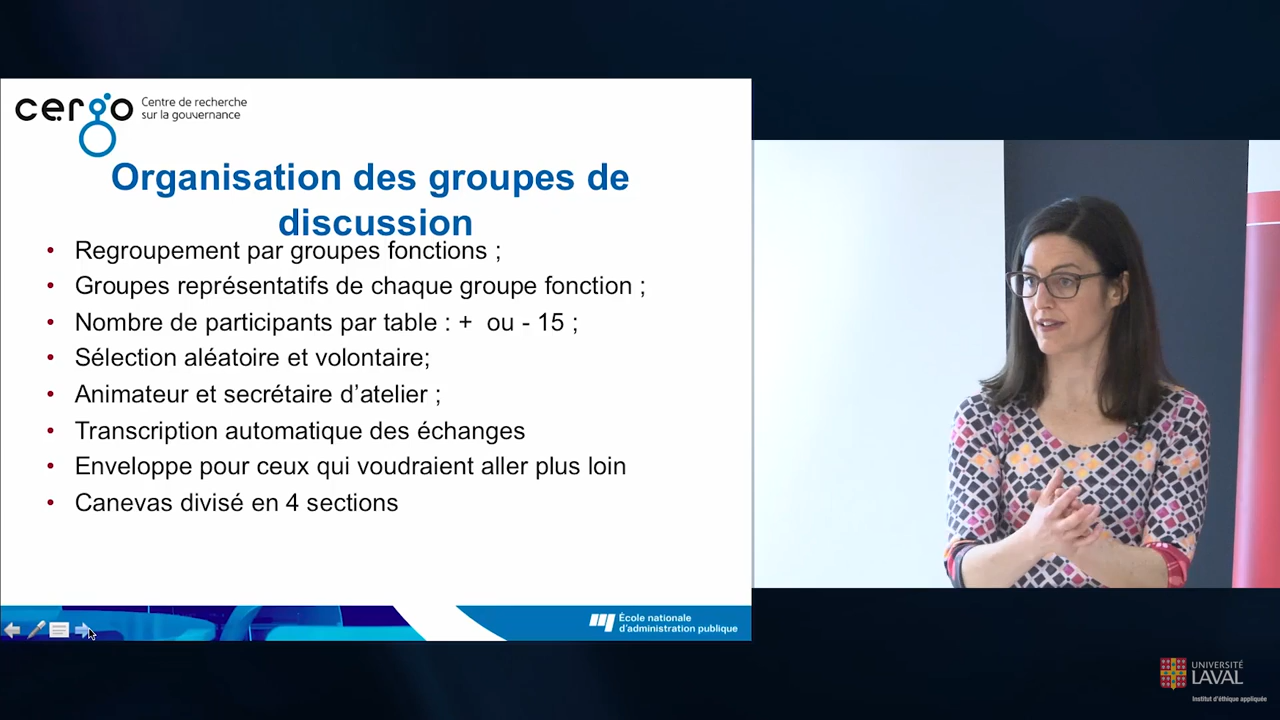 cergo
Centre de recherche
sur la gouvernance
Organisation des groupes de
discussion
• Regroupement par groupes fonctions ;
• Groupes représentatifs de chaque groupe fonction ;
• Nombre de participants par table : +  ou - 15 ;
• Sélection aléatoire et volontaire;
• Animateur et secrétaire d’atelier ;
• Transcription automatique des échanges
• Enveloppe pour ceux qui voudraient aller plus loin
• Canevas divisé en 4 sections
École nationale
d'administration publique
UNIVERSITÉ
LAVAL
Institut d'éthique appliquée